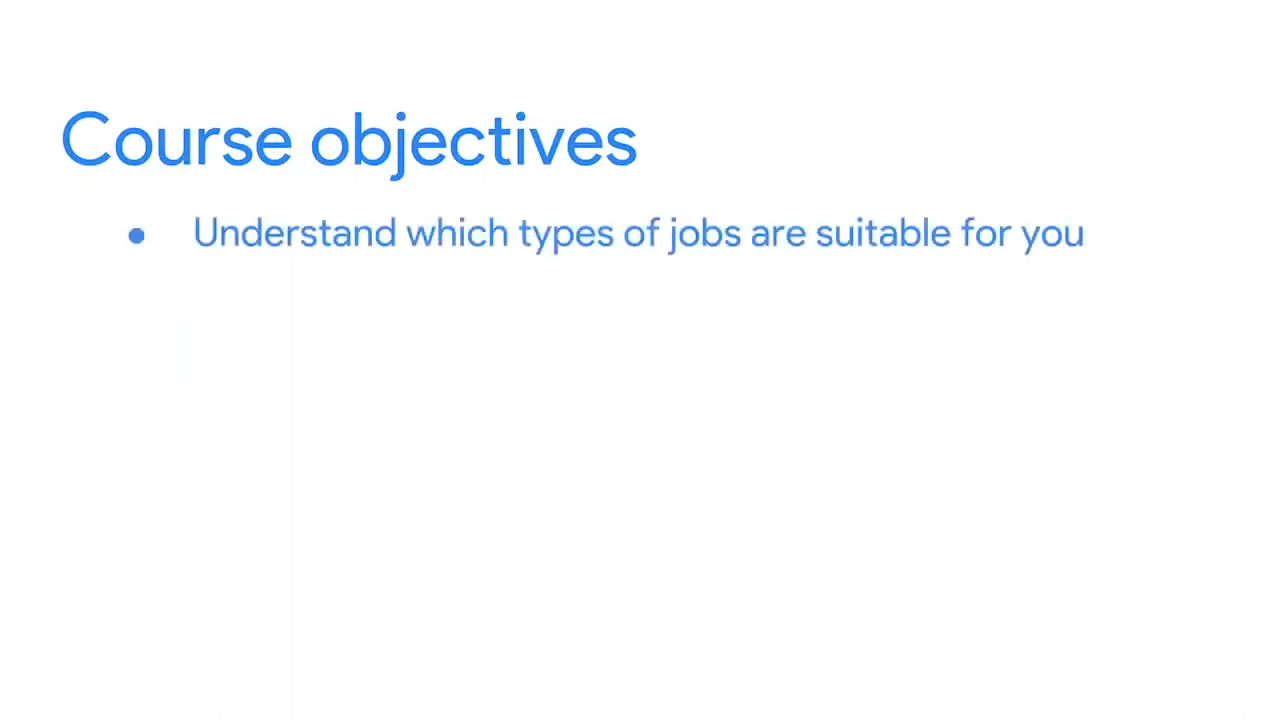 Course objectives
● Understand which types of jobs are suitable for you